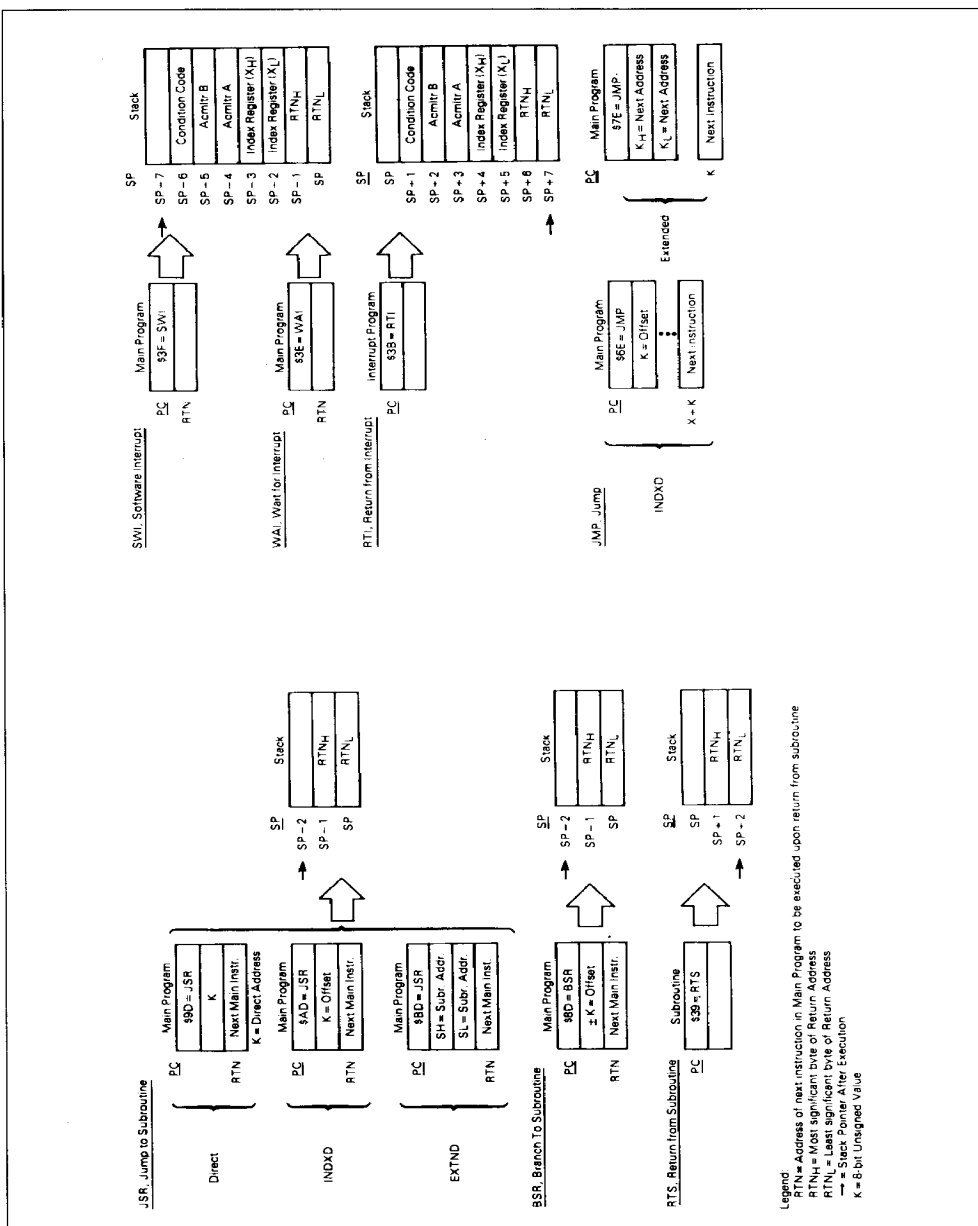 JSR, Jump to Subroutine
Direct
PC
Main Program
$9D = JSR
K
RTN
Next Main Instr.
K = Direct Address
INDXD
PC
Main Program
$AD = JSR
K = Offset
RTN
Next Main Instr.
EXTND
PC
Main Program
$BD = JSR
SH = Subr. Addr.
SL = Subr. Addr.
RTN
Next Main Inst.
SP
Stack
SP − 2
SP − 1
RTNH
SP
RTNL
BSR, Branch To Subroutine
PC
Main Program
$8D = BSR
± K = Offset
RTN
Next Main Instr.
SP
Stack
SP − 2
SP − 1
RTNH
SP
RTNL
RTS, Return from Subroutine
PC
Subroutine
$39 = RTS
SP
Stack
SP
SP + 1
RTNH
SP + 2
RTNL
SWI, Software Interrupt
PC
Main Program
$3F = SWI
RTN
WAI, Wait for Interrupt
PC
Main Program
$3E = WAI
RTN
SP
Stack
SP − 7
SP − 6
Condition Code
SP − 5
Acmltr B
SP − 4
Acmltr A
SP − 3
Index Register (XH)
SP − 2
Index Register (XL)
SP − 1
RTNH
SP
RTNL
RTI, Return from Interrupt
PC
Interrupt Program
$3B = RTI
SP
Stack
SP
SP + 1
Condition Code
SP + 2
Acmltr B
SP + 3
Acmltr A
SP + 4
Index Register (XH)
SP + 5
Index Register (XL)
SP + 6
RTNH
SP + 7
RTNL
JMP, Jump
INDXD
PC
Main Program
$6E = JMP
K = Offset
X + K
Next Instruction
Extended
PC
Main Program
$7E = JMP
KH = Next Address
KL = Next Address
K
Next Instruction
Legend:
RTN = Address of next instruction in Main Program to be executed upon return from subroutine
RTNH = Most significant byte of Return Address
RTNL = Least significant byte of Return Address
→ = Stack Pointer After Execution
K = 8-bit Unsigned Value